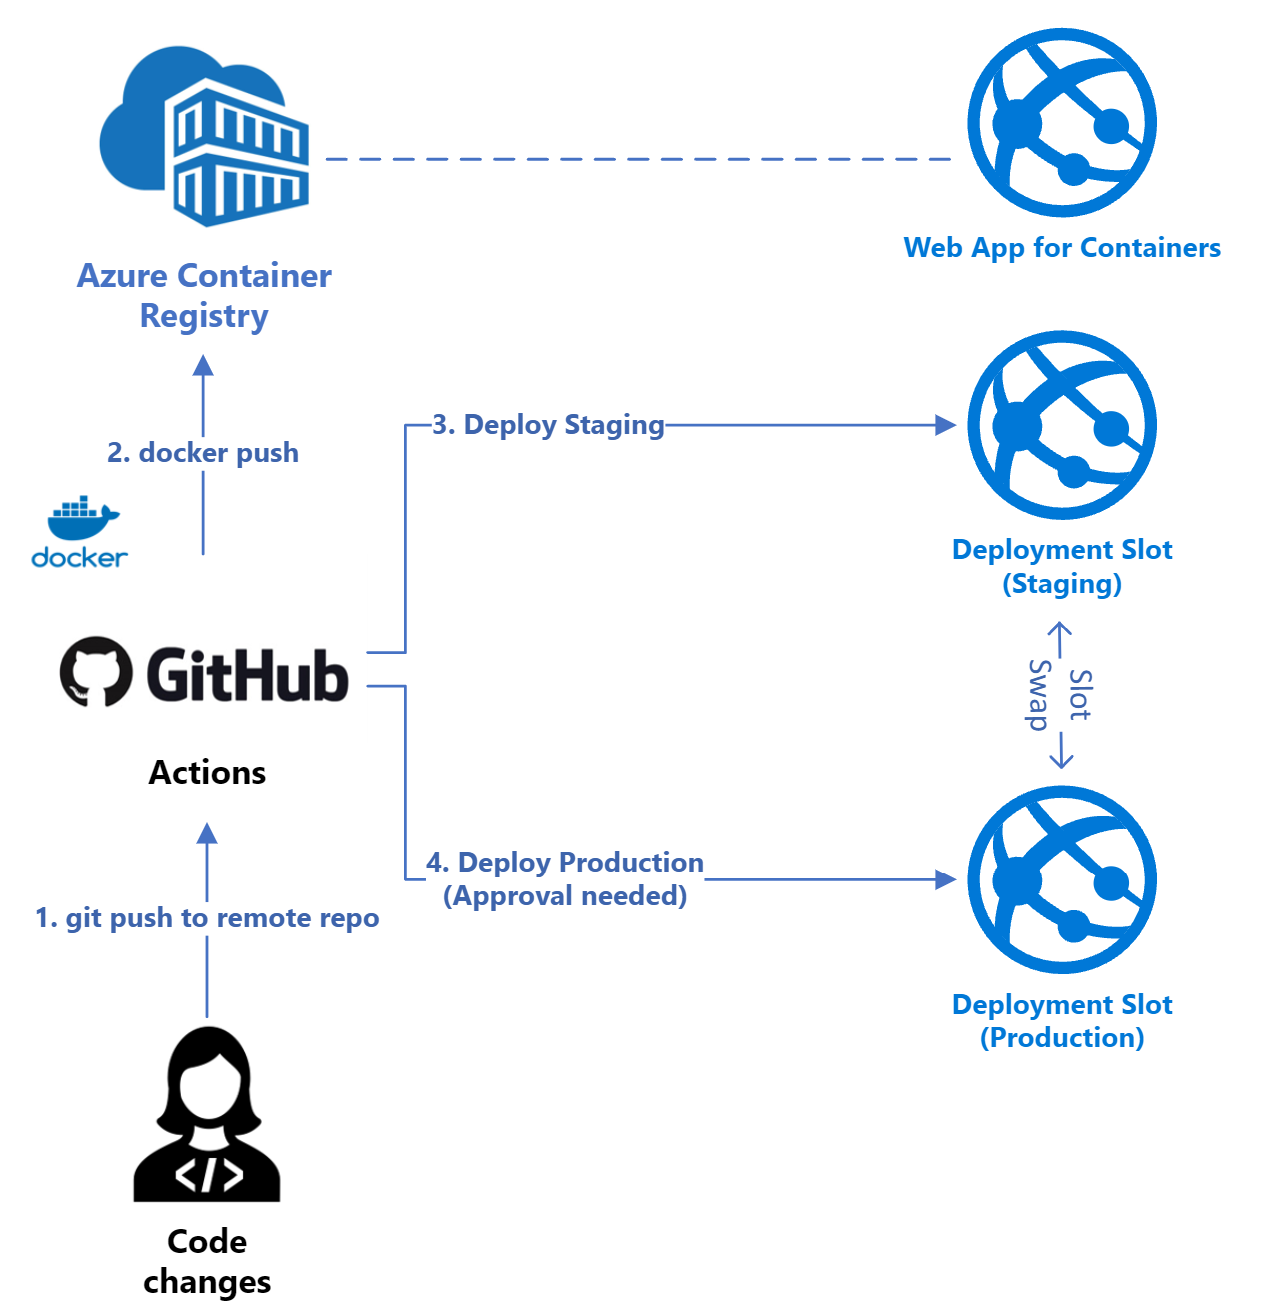 Azure Container
Registry
Web App for Containers
2. docker push
docker
3. Deploy Staging
Deployment Slot
(Staging)
GitHub
Actions
Slot
Swap
4. Deploy Production
(Approval needed)
Deployment Slot
(Production)
1. git push to remote repo
</>
Code
changes